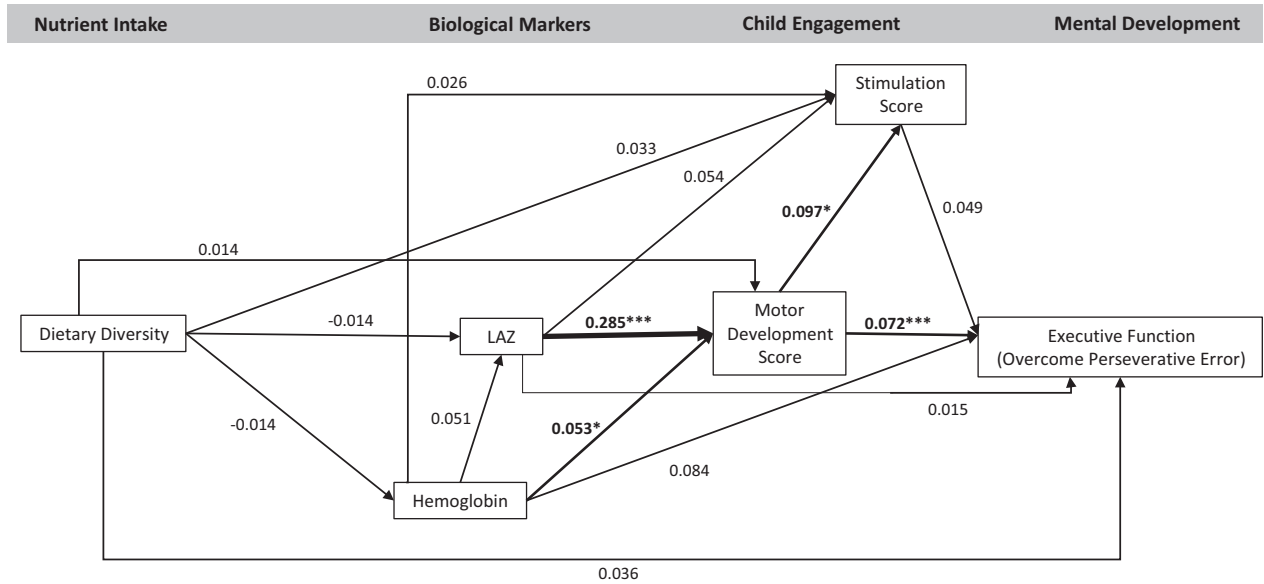 Nutrient Intake
Biological Markers
Child Engagement
Mental Development
Stimulation
Score
0.026
0.033
0.054
0.097*
0.049
0.014
Dietary Diversity
-0.014
LAZ
0.285***
Motor
Development
Score
0.072***
Executive Function
(Overcome Perseverative Error)
-0.014
0.051
0.053*
0.015
0.084
Hemoglobin
0.036